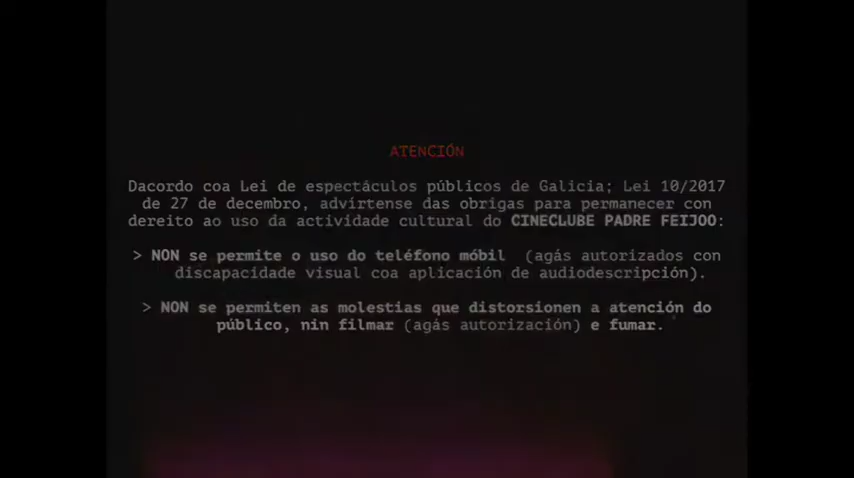 ATENCIÓN
Dacordo coa Lei de espectáculos públicos de Galicia; Lei 10/2017
de 27 de decembro, advírtense das obrigas para permanecer con
dereito ao uso da actividade cultural do CINECLUBE PADRE FEIJOO:
> NON se permite o uso do teléfono móbil (agás autorizados con
discapacidade visual coa aplicación de audiodescripción).
> NON se permiten as molestias que distorsionen a atención do
público, nin filmar (agás autorización) e fumar.